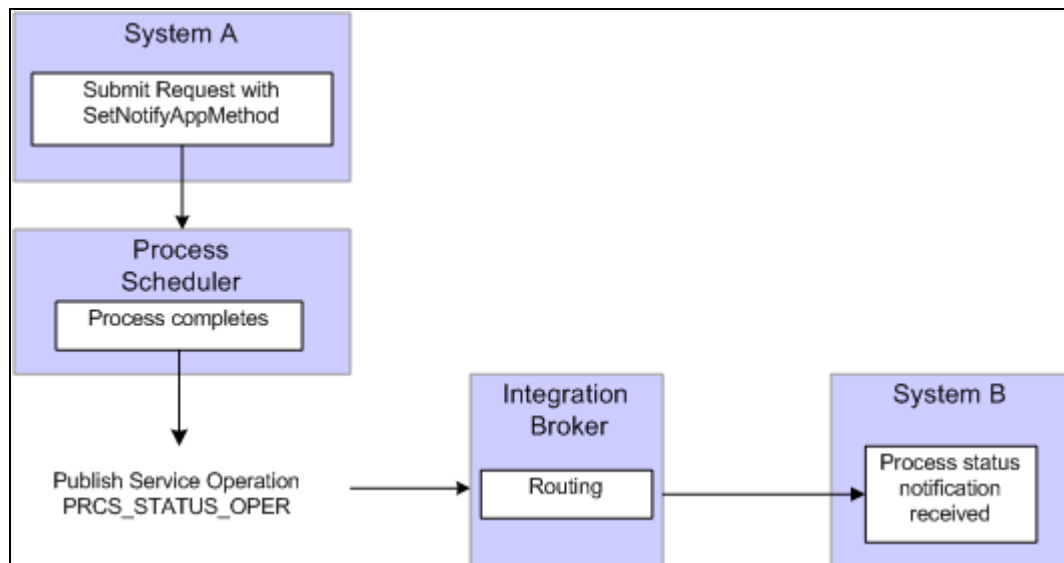 System A
Submit Request with
SetNotifyAppMethod
Process
Scheduler
Process completes
Publish Service Operation
PRCS_STATUS_OPER
Integration
Broker
Routing
System B
Process status
notification
received